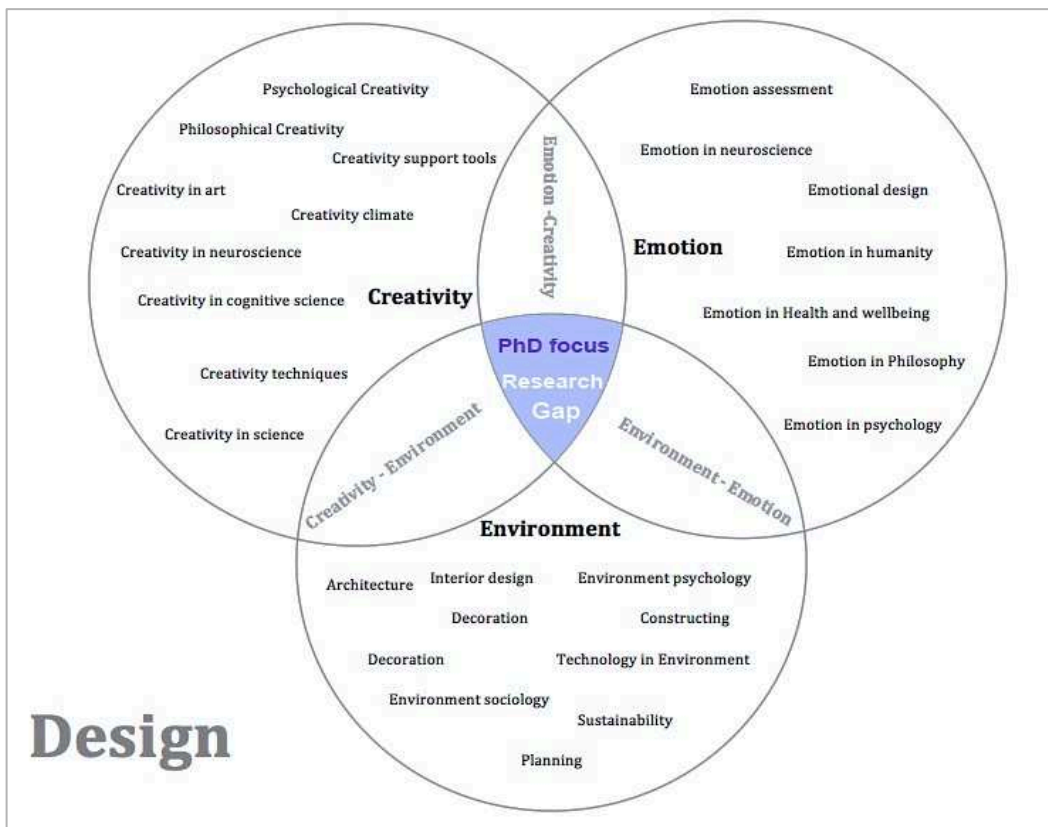 Psychological Creativity
Philosophical Creativity
Creativity support tools
Creativity in art
Creativity climate
Creativity in neuroscience
Creativity
Creativity in cognitive science
Creativity techniques
Creativity in science
Emotion -Creativity
Emotion assessment
Emotion in neuroscience
Emotional design
Emotion
Emotion in humanity
Emotion in Health and wellbeing
Emotion in Philosophy
Emotion in psychology
PhD focus
Research
Gap
Creativity - Environment
Environment - Emotion
Environment
Architecture
Interior design
Environment psychology
Decoration
Constructing
Decoration
Technology in Environment
Environment sociology
Sustainability
Planning
Design